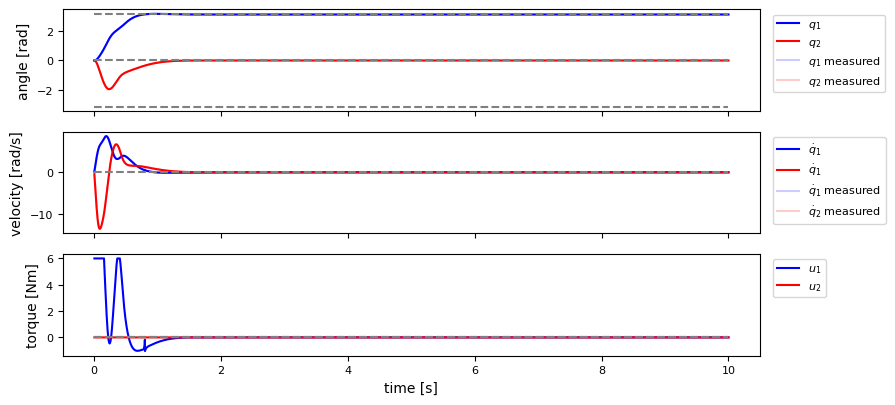 angle [rad]
2
0
−2
q1
q2
q1 measured
q2 measured
velocity [rad/s]
0
−10
q̇1
q̇1
q̇1 measured
q̇2 measured
torque [Nm]
6
4
2
0
u1
u2
0 2 4 6 8 10
time [s]